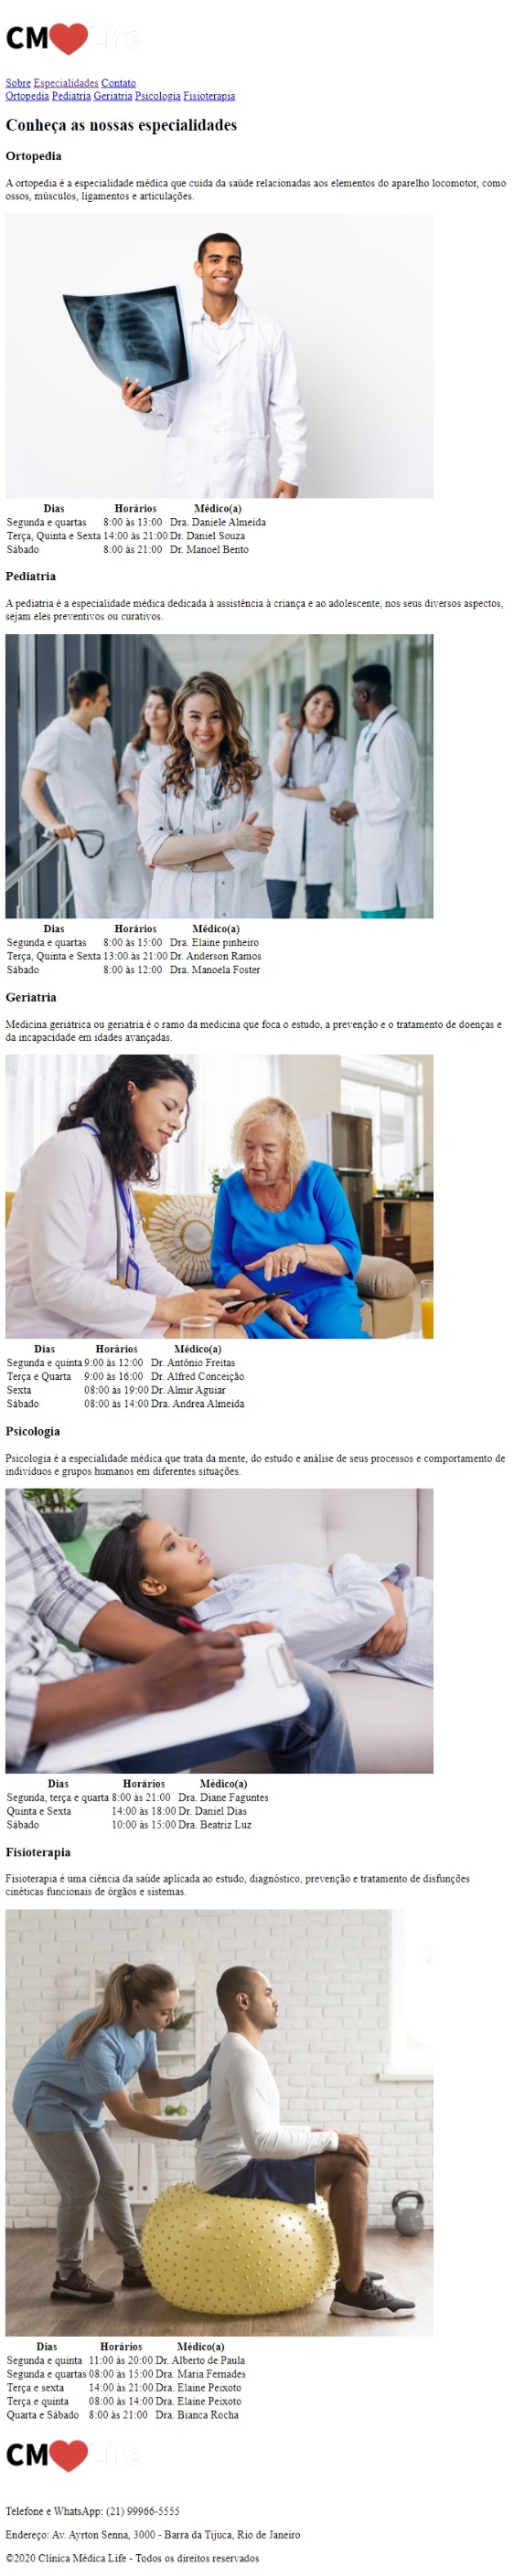 CM Life
Sobre Especialidades Contato
Ortopedia Pediatria Geriatria Psicologia Fisioterapia
Conheça as nossas especialidades
Ortopedia
A ortopedia é a especialidade médica que cuida da saúde relacionadas aos elementos do aparelho locomotor, como
ossos, músculos, ligamentos e articulações.
Dias Horários Médico(a)
Segunda e quartas 8:00 às 13:00 Dra. Daniele Almeida
Terça, Quinta e Sexta 14:00 às 21:00 Dr. Daniel Souza
Sábado 8:00 às 21:00 Dr. Manoel Bento
Pediatria
A pediatria é a especialidade médica dedicada à assistência à criança e ao adolescente, nos seus diversos aspectos,
sejam eles preventivos ou curativos.
Dias Horários Médico(a)
Segunda e quartas 8:00 às 15:00 Dra. Elaine pinheiro
Terça, Quinta e Sexta 13:00 às 21:00 Dr. Anderson Ramos
Sábado 8:00 às 12:00 Dra. Manoela Foster
Geriatria
Medicina geriátrica ou geriatria é o ramo da medicina que foca o estudo, a prevenção e o tratamento de doenças e
da incapacidade em idades avançadas.
Dias Horários Médico(a)
Segunda e quinta 9:00 às 12:00 Dr. Antônio Freitas
Terça e Quarta 9:00 às 16:00 Dr. Alfred Conceição
Sexta 08:00 às 19:00 Dr. Almir Aguiar
Sábado 08:00 às 14:00 Dra. Andrea Almeida
Psicologia
Psicologia é a especialidade médica que trata da mente, do estudo e análise de seus processos e comportamento de
indivíduos e grupos humanos em diferentes situações.
Dias Horários Médico(a)
Segunda, terça e quarta 8:00 às 21:00 Dra. Diane Faguntes
Quinta e Sexta 14:00 às 18:00 Dr. Daniel Dias
Sábado 10:00 às 15:00 Dra. Beatriz Luz
Fisioterapia
Fisioterapia é uma ciência da saúde aplicada ao estudo, diagnóstico, prevenção e tratamento de disfunções
cinéticas funcionais de órgãos e sistemas.
Dias Horários Médico(a)
Segunda e quinta 11:00 às 20:00 Dr. Alberto de Paula
Segunda e quartas 08:00 às 15:00 Dra. Maria Fernades
Terça e sexta 14:00 às 21:00 Dra. Elaine Peixoto
Terça e quinta 08:00 às 14:00 Dra. Elaine Peixoto
Quarta e Sábado 8:00 às 21:00 Dra. Bianca Rocha
CM Life
Telefone e WhatsApp: (21) 99966-5555
Endereço: Av. Ayrton Senna, 3000 - Barra da Tijuca, Rio de Janeiro
©2020 Clínica Médica Life - Todos os direitos reservados